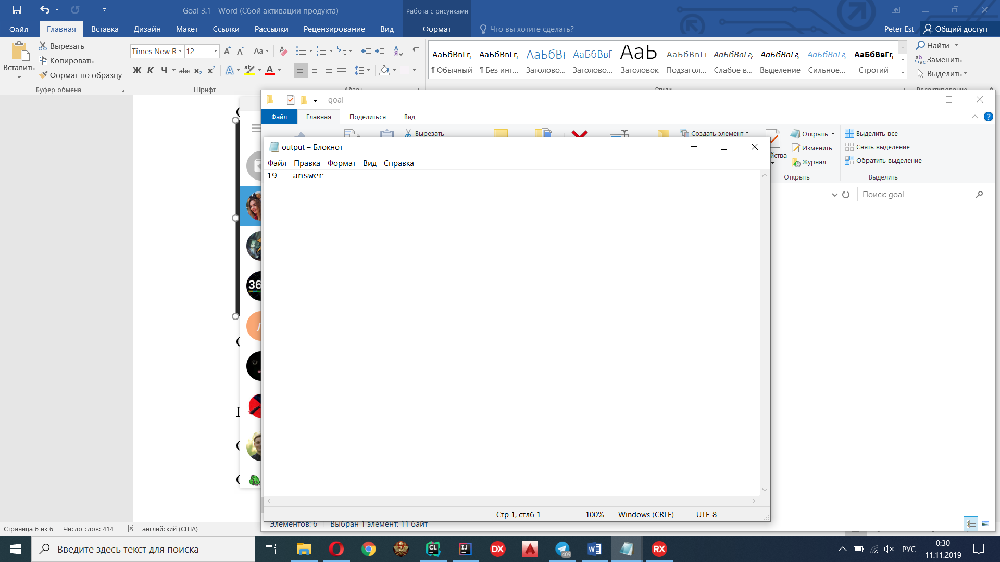 Goal 3.1 - Word (Сбой активации продукта)
Работа с рисунками
Файл Главная Вставка Дизайн Макет Ссылки Рассылки Рецензирование Вид Формат Что вы хотите сделать? Peter Est Общий доступ
Вставить
Вырезать
Копировать
Формат по образцу
Буфер обмена
Times New R 12
Aa
Ж К Ч abc x₂ x²
Шрифт
Абзац
АаБбВвГг, АаБбВвГг, АаБбВ АаБбВвГ АаЬ АаБбВвГ АаБбВвГг, АаБбВвГг, АаБбВвГг, АаБбВвГг,
¶ Обычный ¶ Без инт... Заголово... Заголово... Заголовок Подзагол... Слабое в... Выделение Сильное... Строгий
Стили
Найти
Заменить
Выделить
Редактирование
goal
Файл Главная Поделиться Вид
Вырезать
Создать элемент
Открыть
Изменить
Журнал
Открыть
Выделить все
Снять выделение
Обратить выделение
Выделить
Поиск: goal
output – Блокнот
Файл Правка Формат Вид Справка
19 - answer
36
Стр 1, стлб 1 100% Windows (CRLF) UTF-8
Элементов: 6 Выбран 1 элемент: 11 байт
Страница 6 из 6 Число слов: 414 английский (США)
Введите здесь текст для поиска
CL
IJ
DX
409
RX
РУС
0:30
11.11.2019